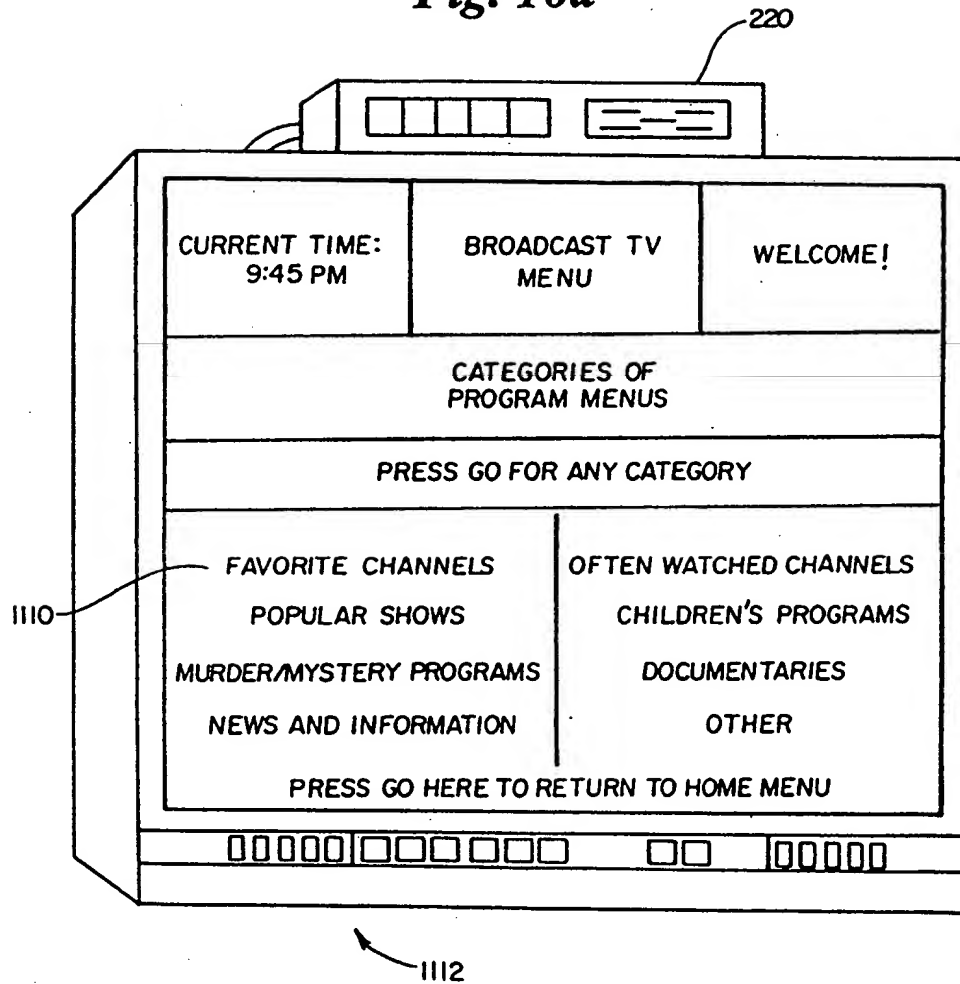 220
CURRENT TIME:
9:45 PM
BROADCAST TV
MENU
WELCOME!
CATEGORIES OF
PROGRAM MENUS
PRESS GO FOR ANY CATEGORY
FAVORITE CHANNELS
OFTEN WATCHED CHANNELS
1110
POPULAR SHOWS
CHILDREN'S PROGRAMS
MURDER/MYSTERY PROGRAMS
DOCUMENTARIES
NEWS AND INFORMATION
OTHER
PRESS GO HERE TO RETURN TO HOME MENU
1112